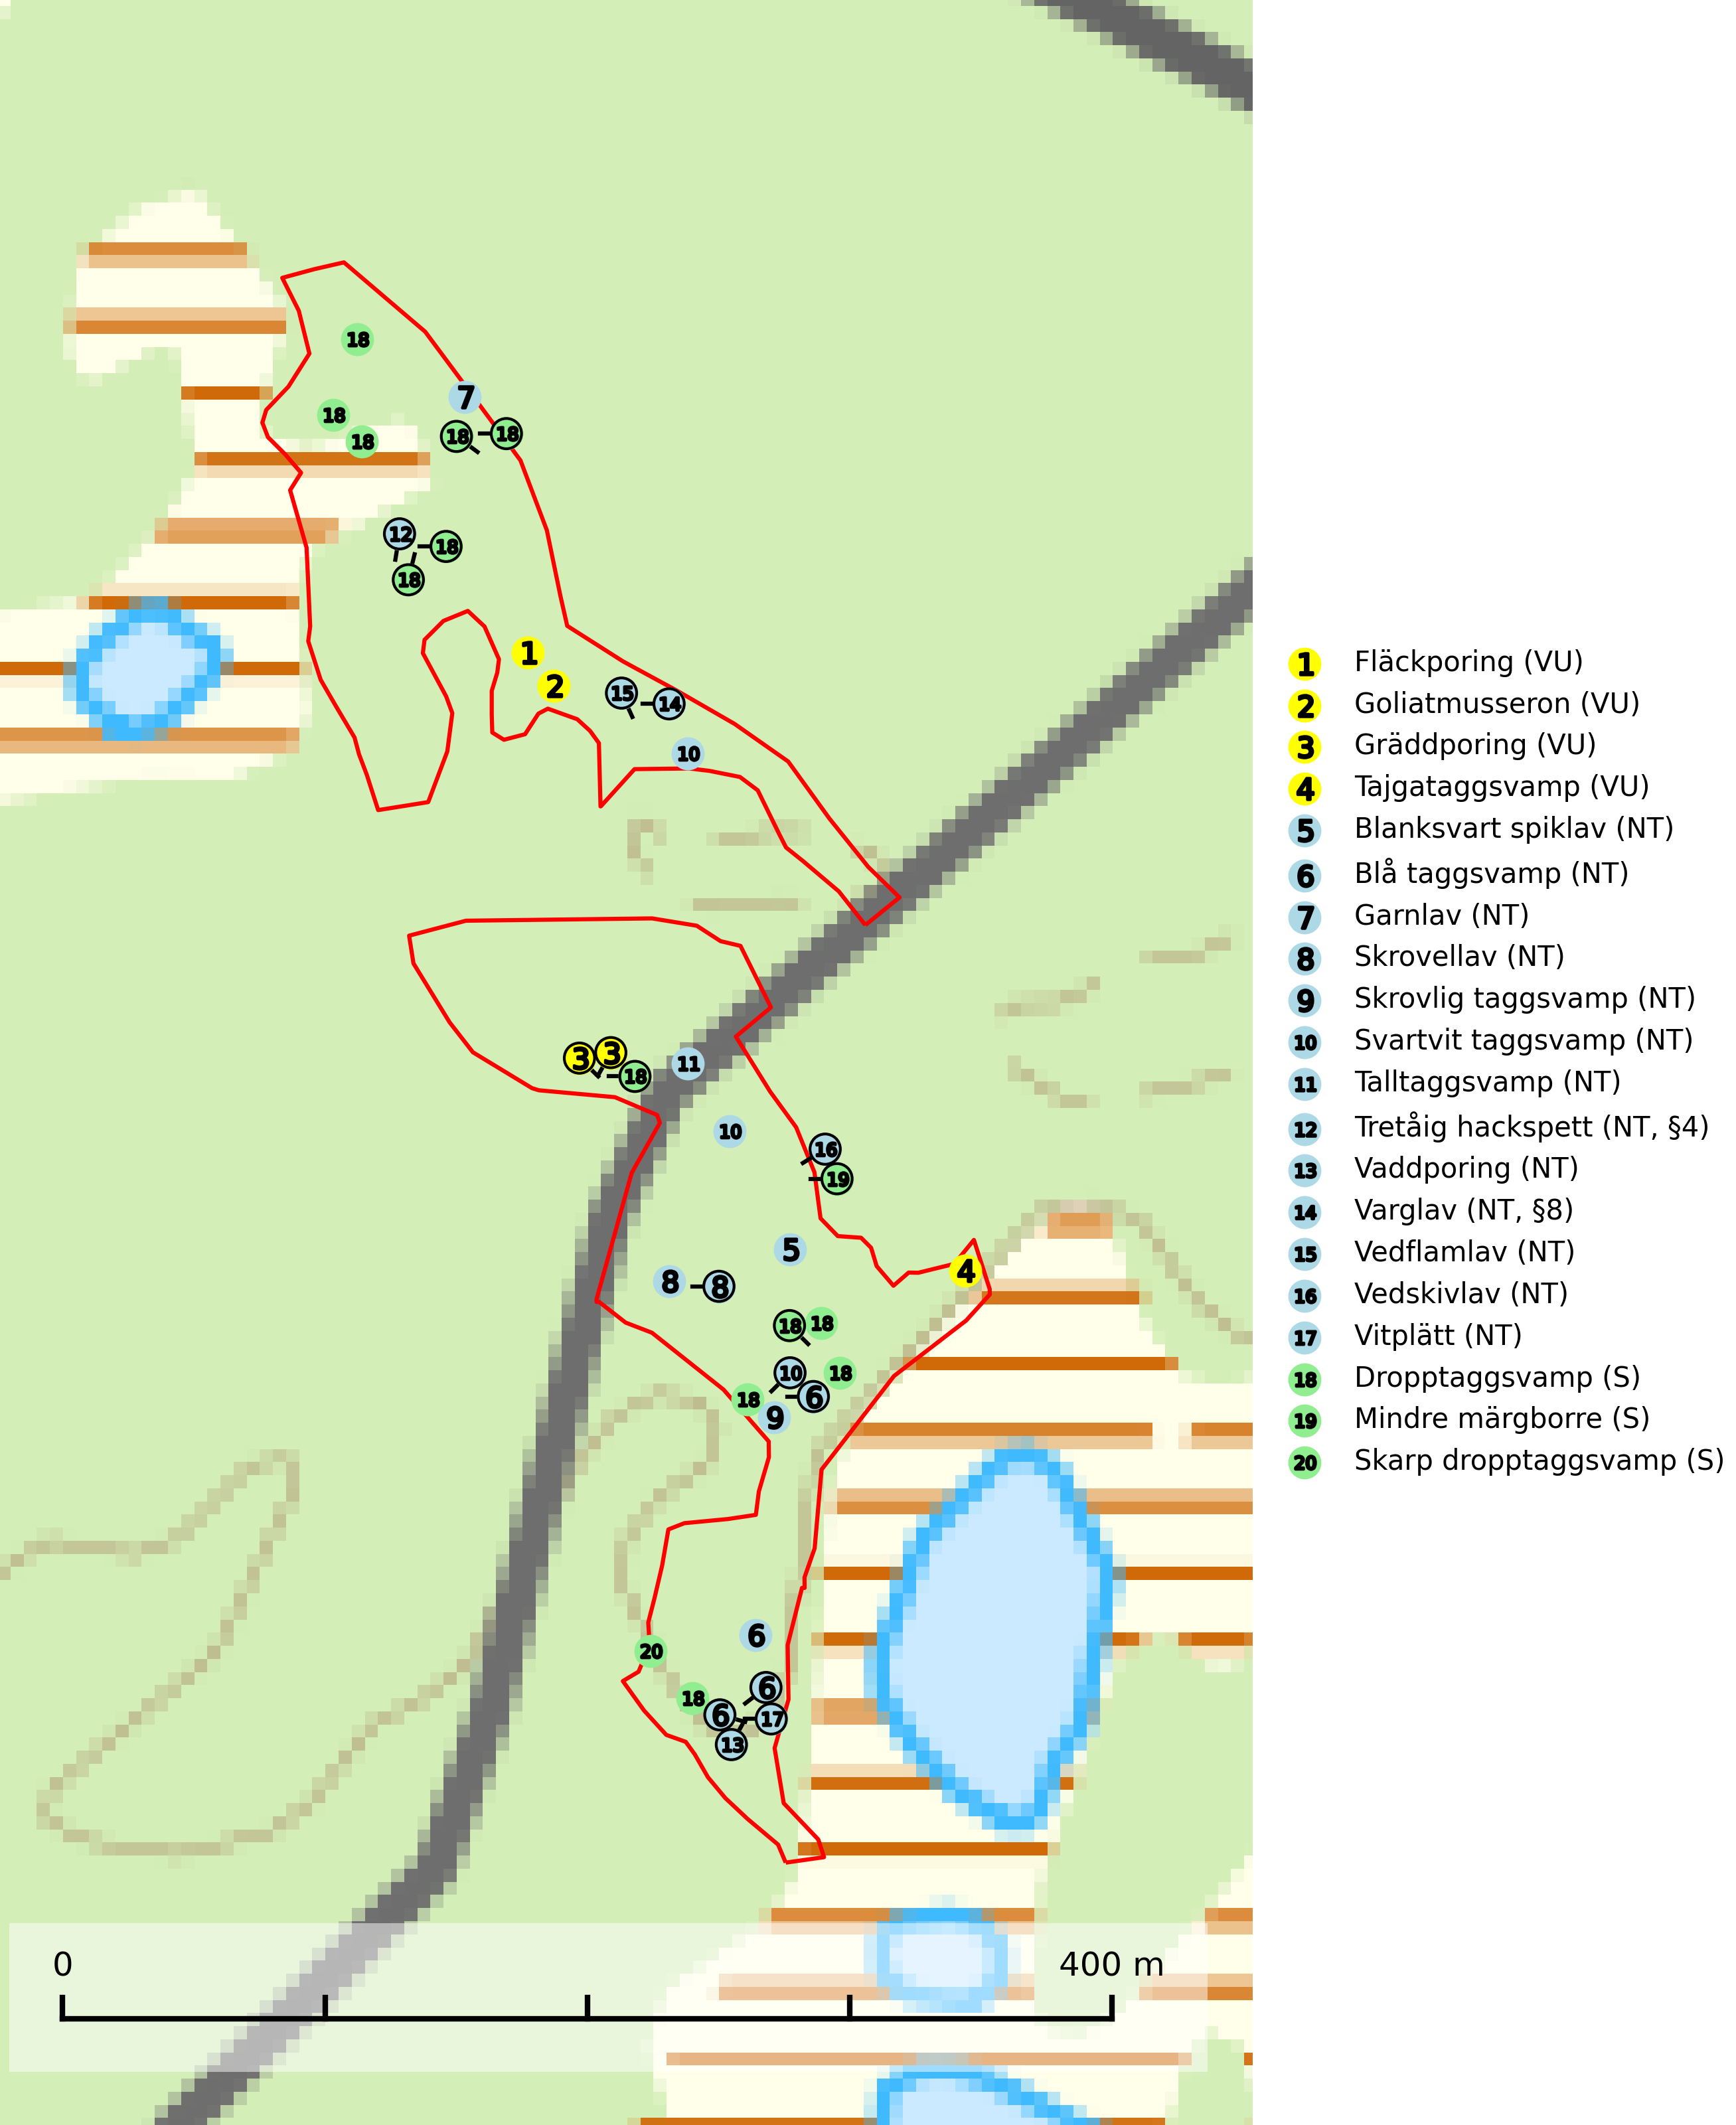 18
7
18
18
18 18
12
18
18
1
2
15
14
10
3
3
18
11
10
16
19
5
4
8
8
18
18
10
18
6
18
9
6
20
6
18
6
17
13
0
400 m
1 Fläckporing (VU)
2 Goliatmusseron (VU)
3 Gräddporing (VU)
4 Tajgataggsvamp (VU)
5 Blanksvart spiklav (NT)
6 Blå taggsvamp (NT)
7 Garnlav (NT)
8 Skrovellav (NT)
9 Skrovlig taggsvamp (NT)
10 Svartvit taggsvamp (NT)
11 Talltaggsvamp (NT)
12 Tretåig hackspett (NT, §4)
13 Vaddporing (NT)
14 Varglav (NT, §8)
15 Vedflamlav (NT)
16 Vedskivlav (NT)
17 Vitplätt (NT)
18 Dropptaggsvamp (S)
19 Mindre märgborre (S)
20 Skarp dropptaggsvamp (S)